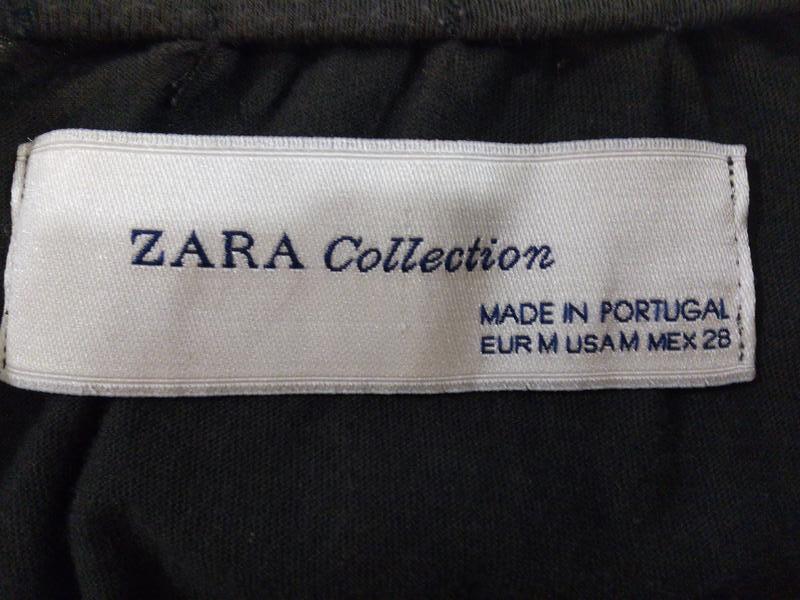 ZARA Collection
MADE IN PORTUGAL
EUR M USA M MEX 28